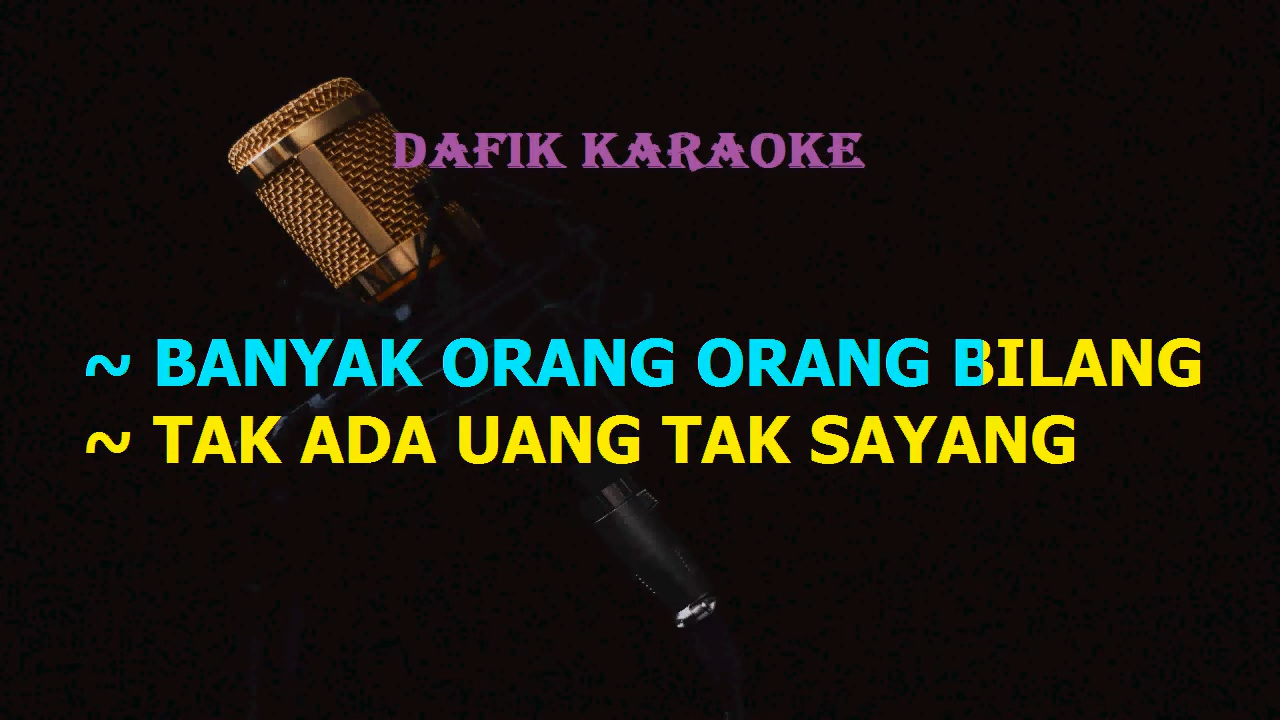 DAFIK KARAOKE
~ BANYAK ORANG ORANG BILANG
~ TAK ADA UANG TAK SAYANG